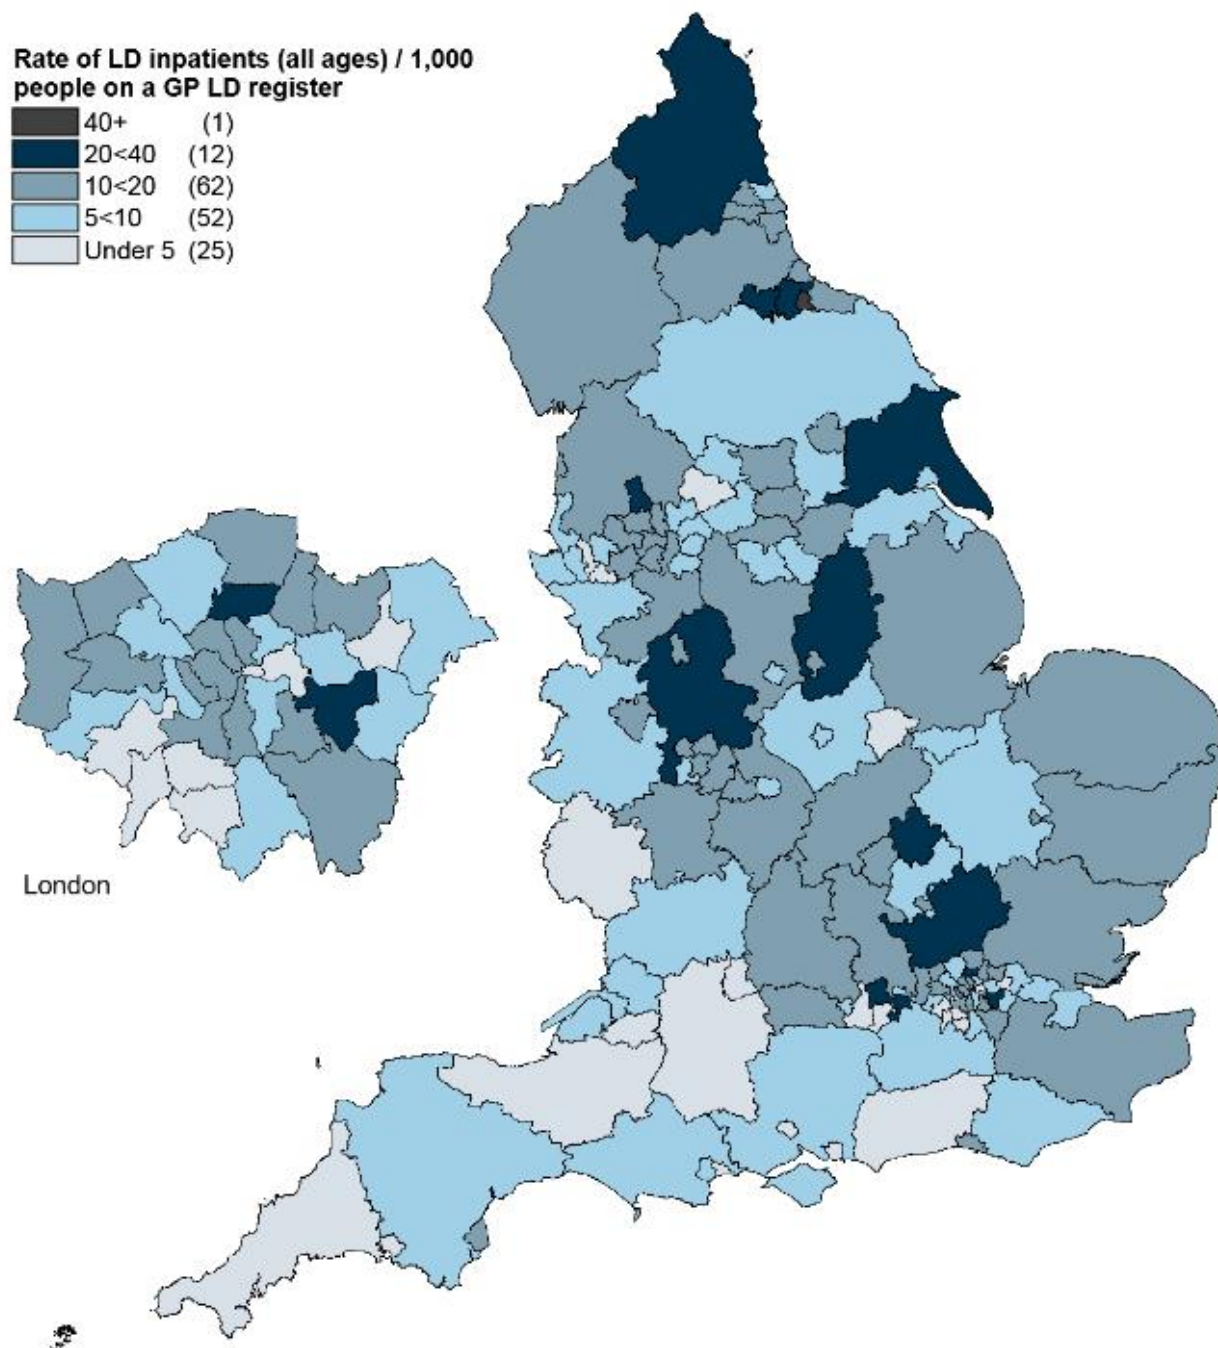 Rate of LD inpatients (all ages) / 1,000
people on a GP LD register
40+ (1)
20<40 (12)
10<20 (62)
5<10 (52)
Under 5 (25)
London